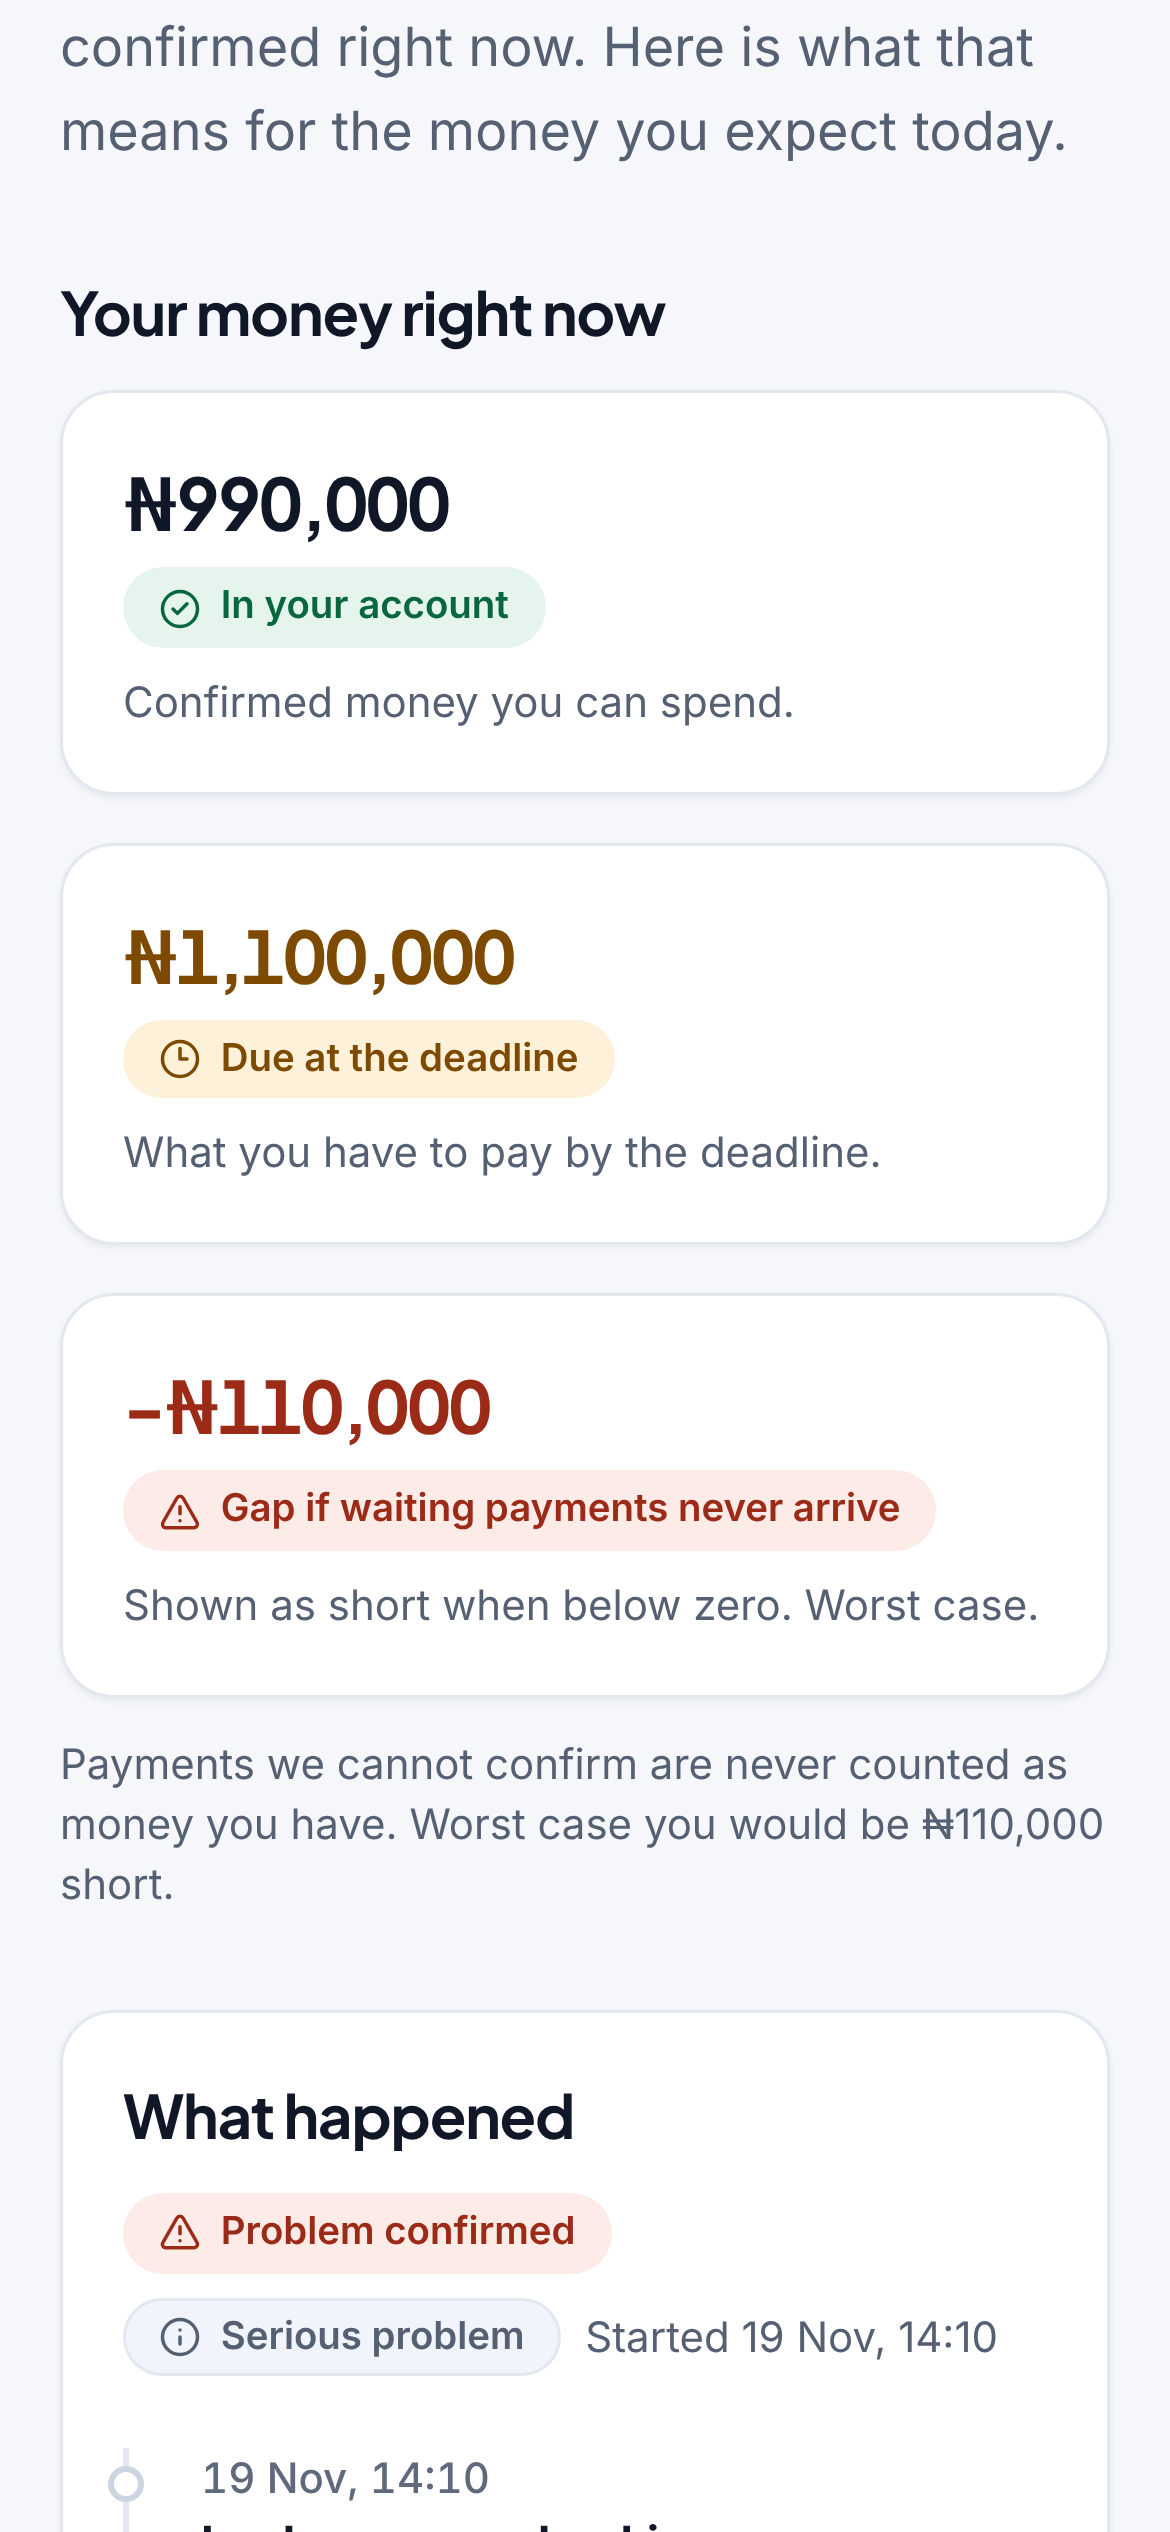 confirmed right now. Here is what that
means for the money you expect today.
Your money right now
₦990,000
In your account
Confirmed money you can spend.
₦1,100,000
Due at the deadline
What you have to pay by the deadline.
−₦110,000
Gap if waiting payments never arrive
Shown as short when below zero. Worst case.
Payments we cannot confirm are never counted as
money you have. Worst case you would be ₦110,000
short.
What happened
Problem confirmed
Serious problem Started 19 Nov, 14:10
19 Nov, 14:10